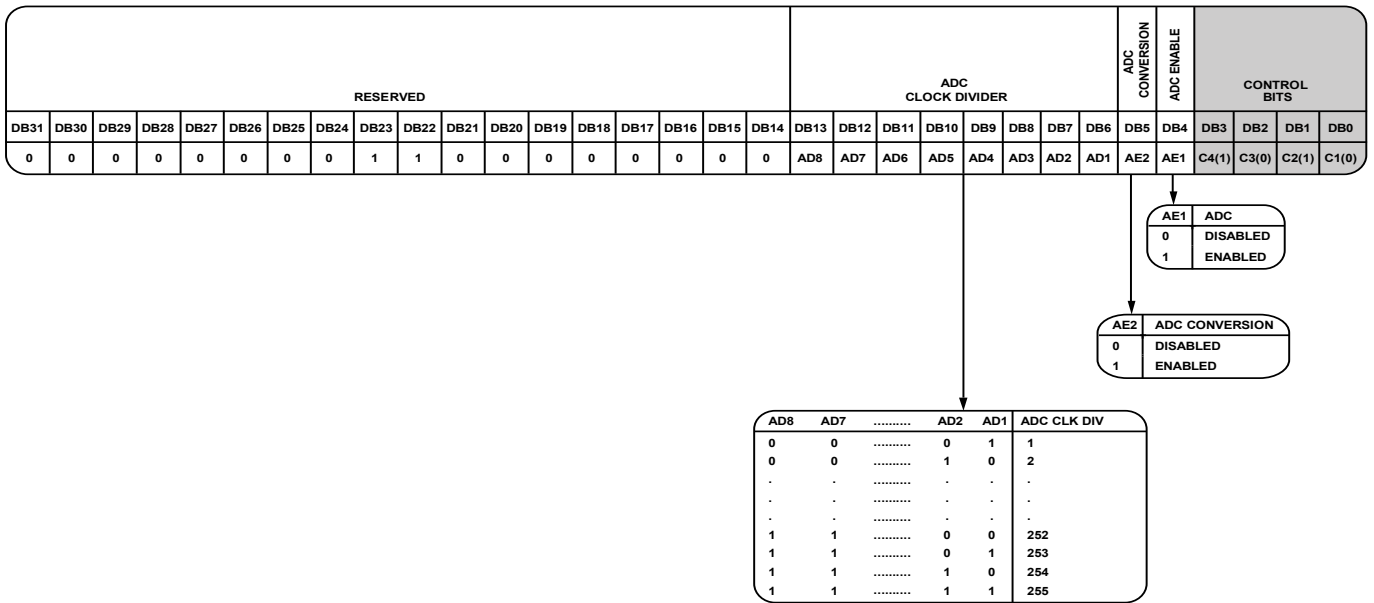 RESERVED
ADC
CLOCK DIVIDER
ADC
CONVERSION
ADC ENABLE
CONTROL
BITS
DB31 DB30 DB29 DB28 DB27 DB26 DB25 DB24 DB23 DB22 DB21 DB20 DB19 DB18 DB17 DB16 DB15 DB14 DB13 DB12 DB11 DB10 DB9 DB8 DB7 DB6 DB5 DB4 DB3 DB2 DB1 DB0
0 0 0 0 0 0 0 0 1 1 0 0 0 0 0 0 0 0 AD8 AD7 AD6 AD5 AD4 AD3 AD2 AD1 AE2 AE1 C4(1) C3(0) C2(1) C1(0)
AE1 ADC
0 DISABLED
1 ENABLED
AE2 ADC CONVERSION
0 DISABLED
1 ENABLED
AD8 AD7 .......... AD2 AD1 ADC CLK DIV
0 0 .......... 0 1 1
0 0 .......... 1 0 2
. . .......... . . .
. . .......... . . .
. . .......... . . .
1 1 .......... 0 0 252
1 1 .......... 0 1 253
1 1 .......... 1 0 254
1 1 .......... 1 1 255